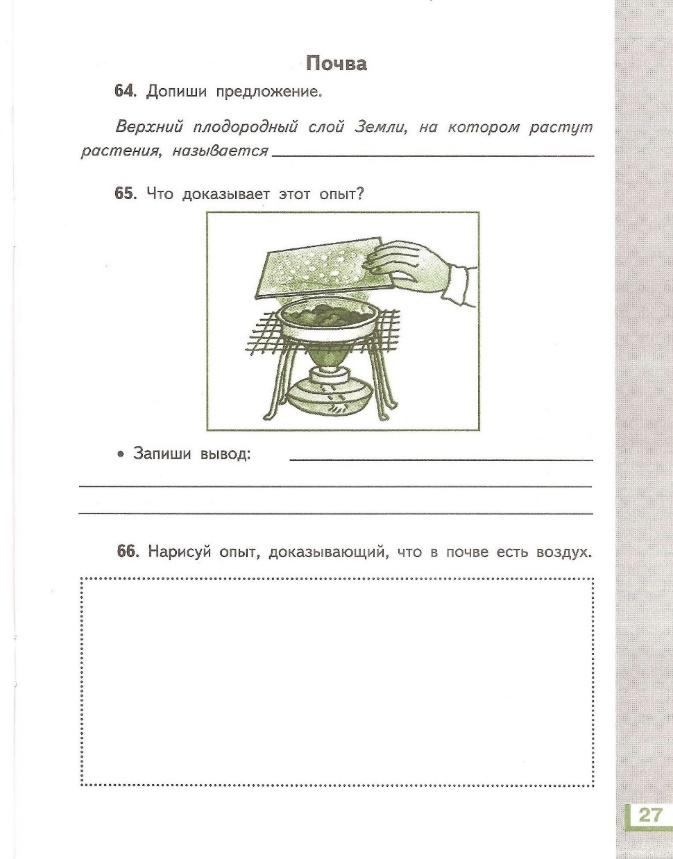 Почва
64. Допиши предложение.
Верхний плодородный слой Земли, на котором растут
растения, называется
65. Что доказывает этот опыт?
• Запиши вывод:
66. Нарисуй опыт, доказывающий, что в почве есть воздух.
27